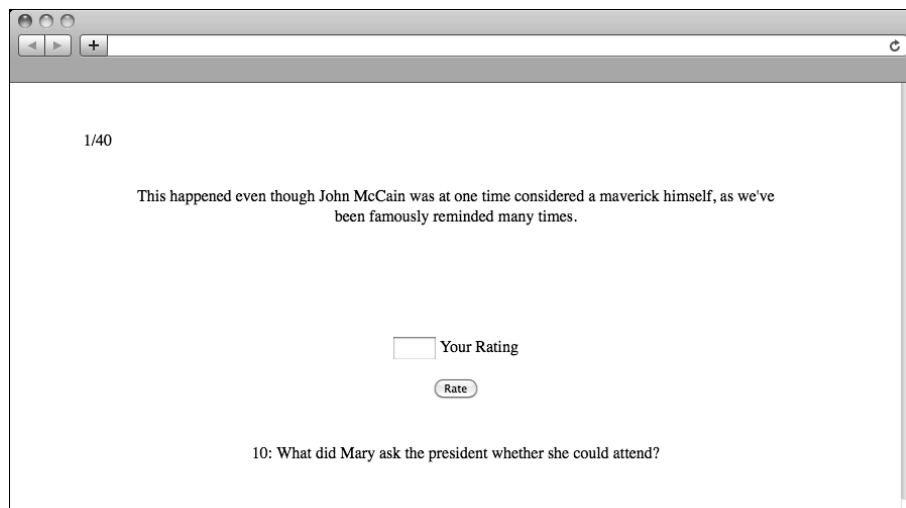 1/40
This happened even though John McCain was at one time considered a maverick himself, as we've
been famously reminded many times.
Your Rating
Rate
10: What did Mary ask the president whether she could attend?